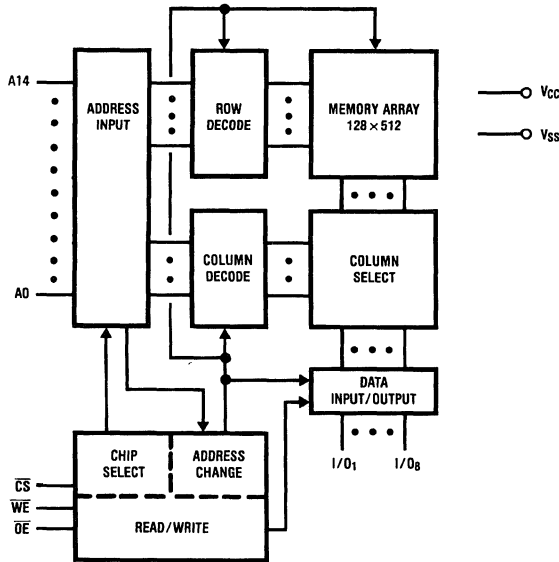 A14
ADDRESS
INPUT
ROW
DECODE
MEMORY ARRAY
128 × 512
VCC
VSS
COLUMN
DECODE
COLUMN
SELECT
A0
DATA
INPUT/OUTPUT
CHIP
SELECT
ADDRESS
CHANGE
I/O1
I/O8
CS
WE
OE
READ/WRITE